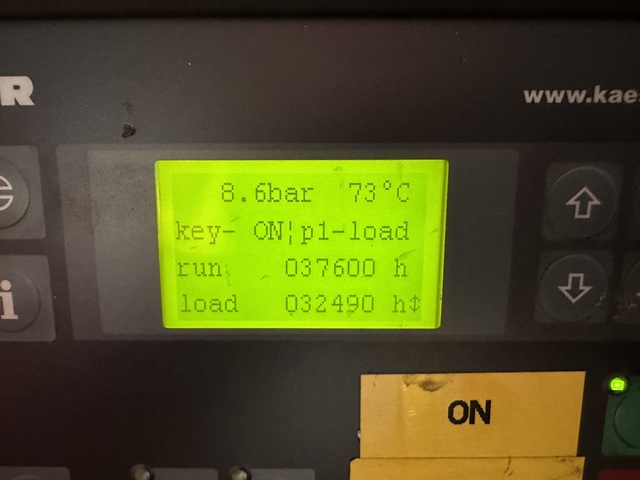 R
www.kae
8.6bar 73°C
key- ON¦p1-load
run 037600 h
load 032490 h↕
i
ON